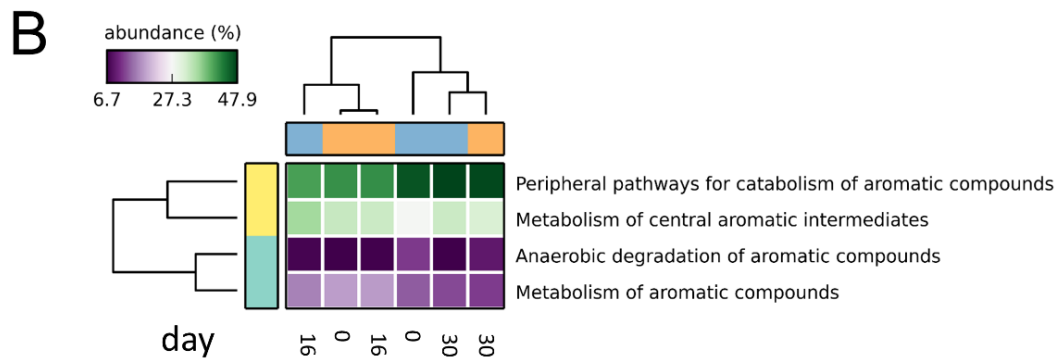 B
abundance (%)
6.7 27.3 47.9
Peripheral pathways for catabolism of aromatic compounds
Metabolism of central aromatic intermediates
Anaerobic degradation of aromatic compounds
Metabolism of aromatic compounds
day 16 0 16 0 30 30